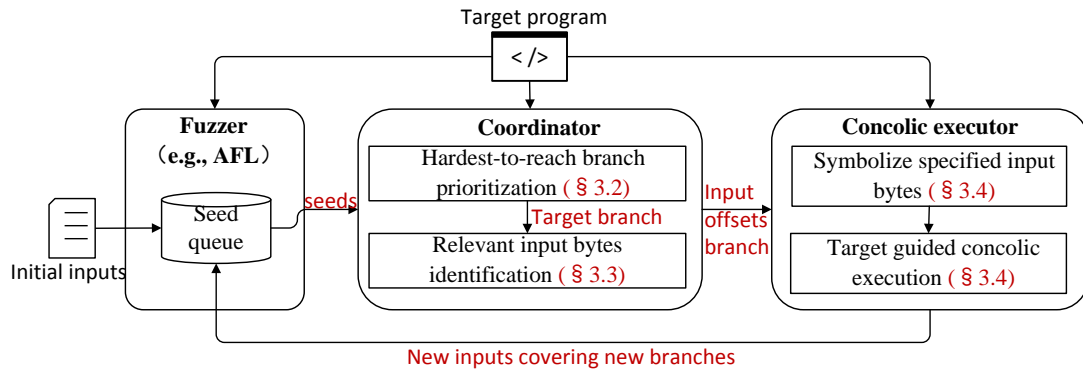 Target program
</>
Fuzzer
（e.g., AFL）
Seed
queue
Initial inputs
seeds
Coordinator
Hardest-to-reach branch
prioritization (§3.2)
Target branch
Relevant input bytes
identification (§3.3)
Input
offsets
branch
Concolic executor
Symbolize specified input
bytes (§3.4)
Target guided concolic
execution (§3.4)
New inputs covering new branches